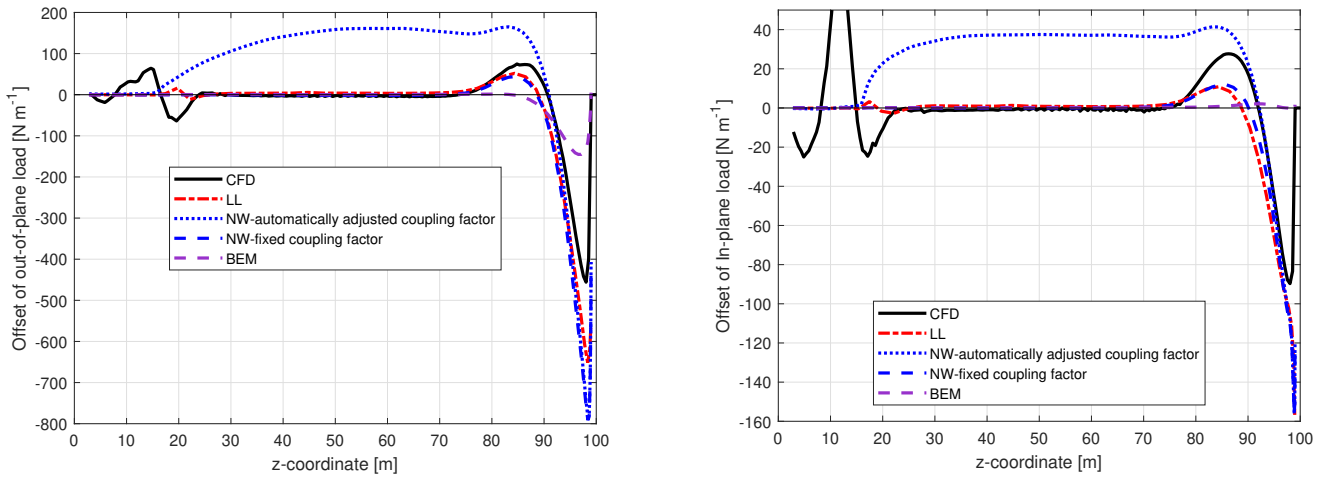 200
100
0
-100
-200
-300
-400
-500
-600
-700
-800
0 10 20 30 40 50 60 70 80 90 100
z-coordinate [m]
Offset of out-of-plane load [N m-1]
CFD
LL
NW-automatically adjusted coupling factor
NW-fixed coupling factor
BEM
40
20
0
-20
-40
-60
-80
-100
-120
-140
-160
0 10 20 30 40 50 60 70 80 90 100
z-coordinate [m]
Offset of In-plane load [N m-1]
CFD
LL
NW-automatically adjusted coupling factor
NW-fixed coupling factor
BEM